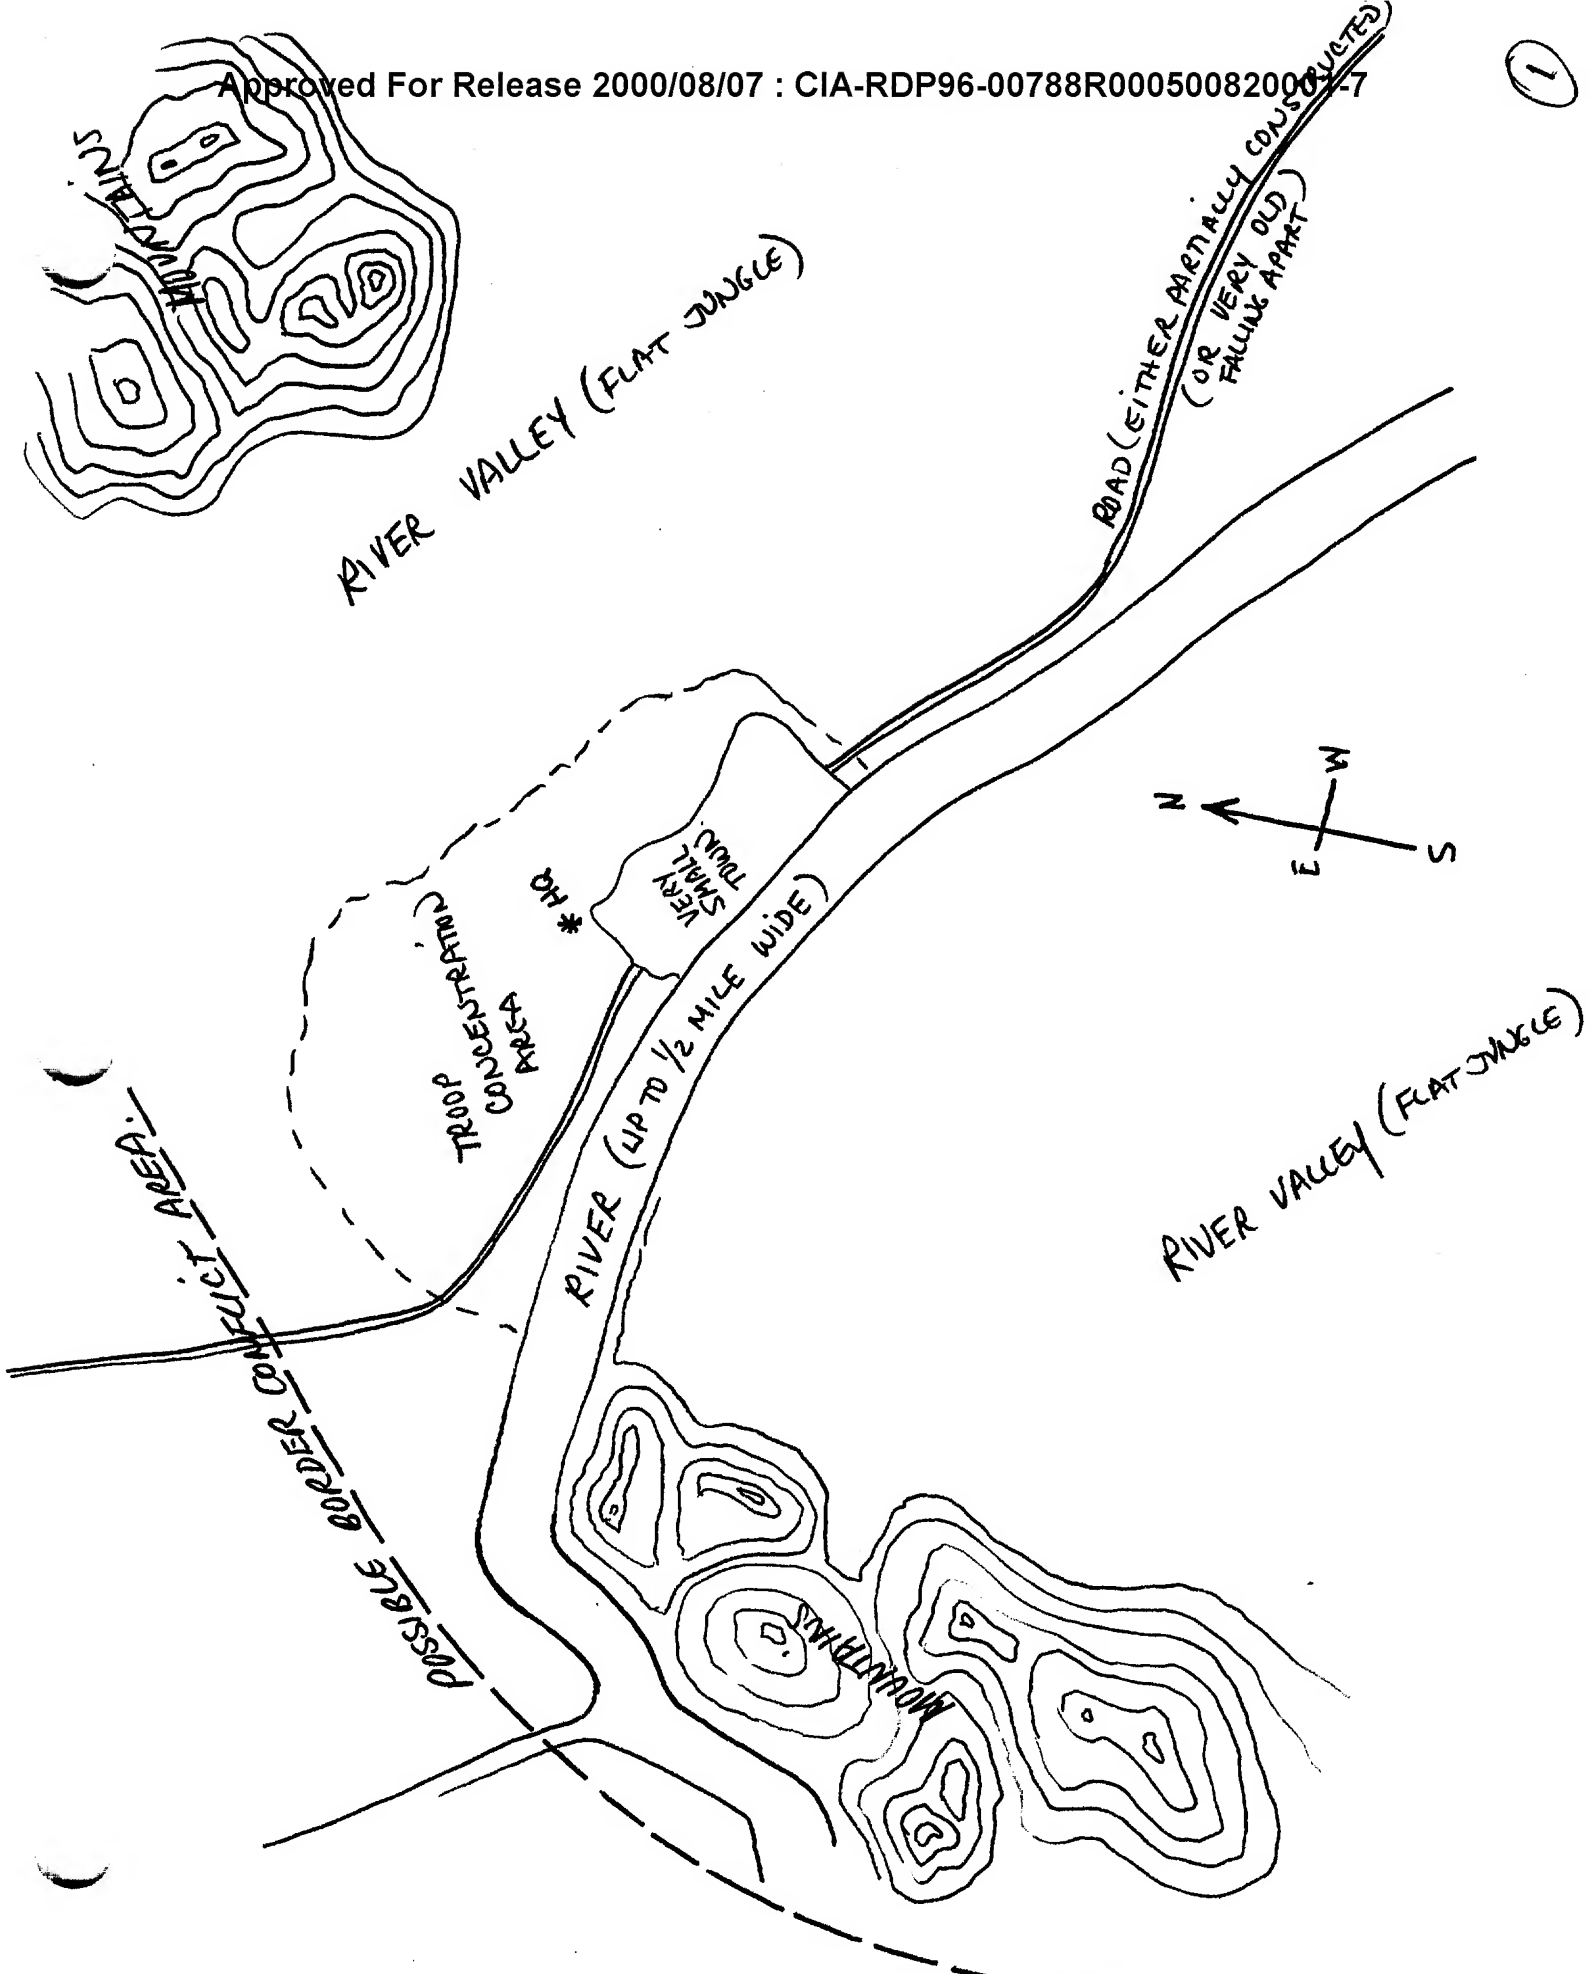 Approved For Release 2000/08/07 : CIA-RDP96-00788R000500820001-7
1
MOUNTAINS
RIVER VALLEY (FLAT JUNGLE)
ROAD (EITHER PARTIALLY CONSTRUCTED)
(OR VERY OLD)
FALLING APART
N
W
E
S
* HQ
VERY
SMALL
TOWN
TROOP
CONCENTRATION)
AREA
RIVER (UP TO 1/2 MILE WIDE)
POSSIBLE BORDER CONFLICT AREA.
RIVER VALLEY (FLAT JUNGLE)
MOUNTAINS